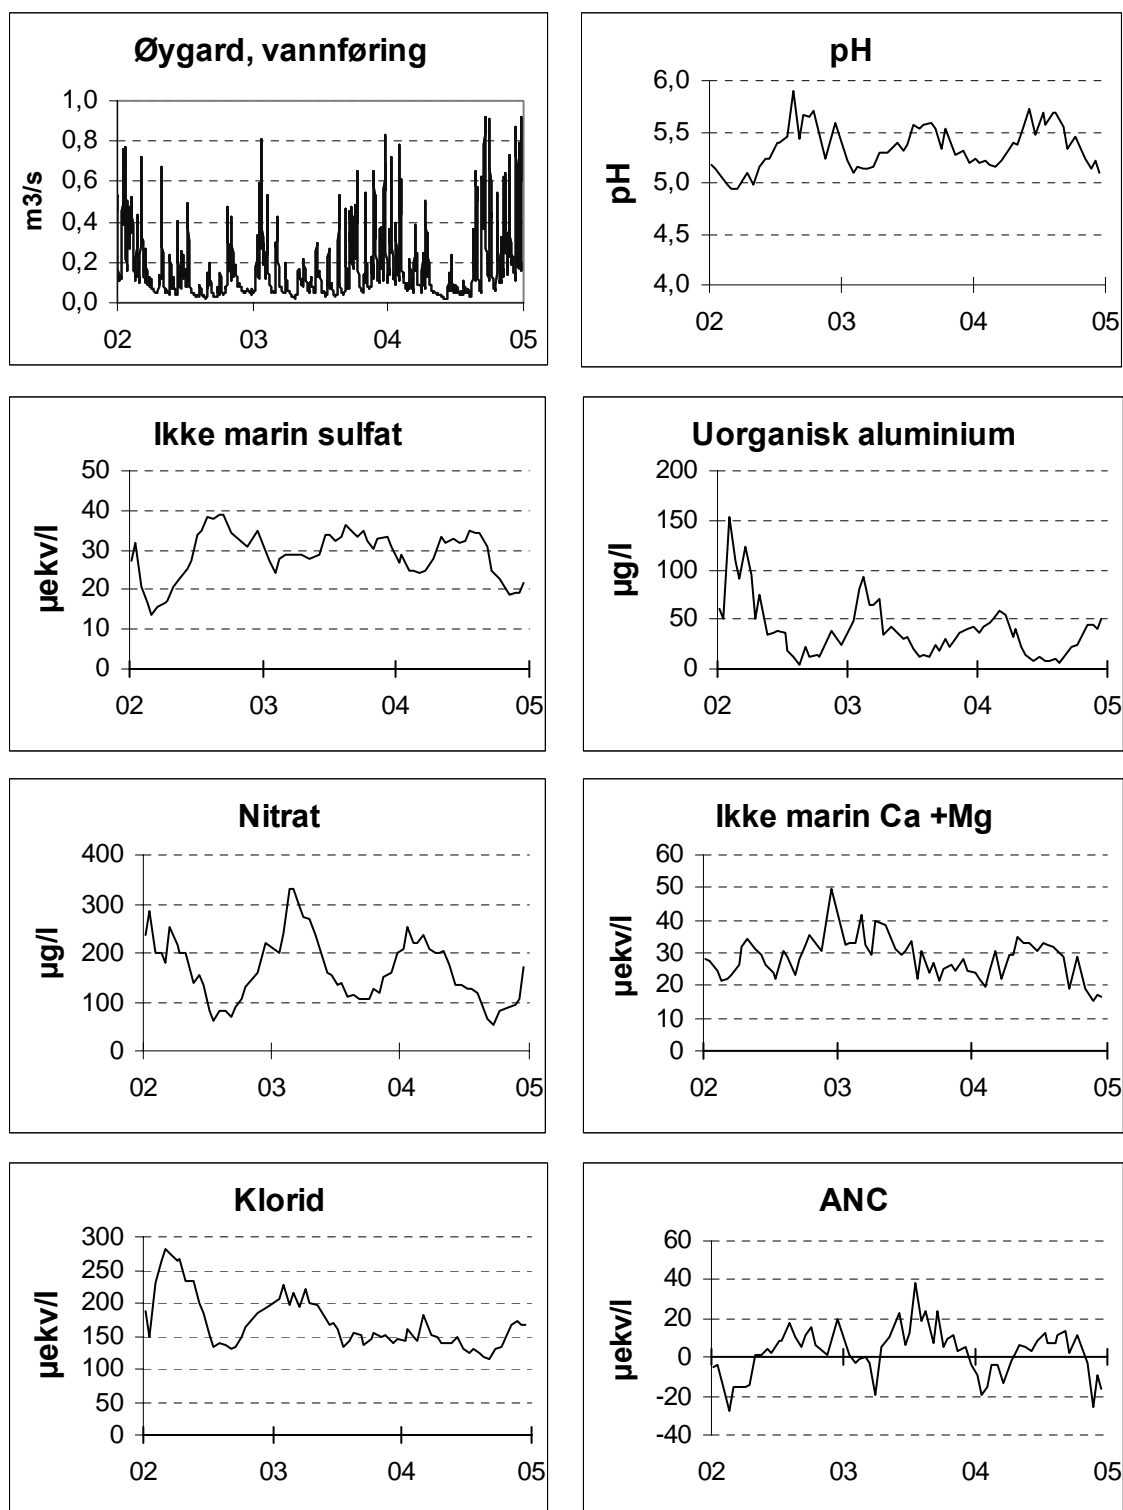 Øygard, vannføring
m3/s
1,0
0,8
0,6
0,4
0,2
0,0
02 03 04 05
pH
pH
6,0
5,5
5,0
4,5
4,0
02 03 04 05
Ikke marin sulfat
µekv/l
50
40
30
20
10
0
02 03 04 05
Uorganisk aluminium
µg/l
200
150
100
50
0
02 03 04 05
Nitrat
µg/l
400
300
200
100
0
02 03 04 05
Ikke marin Ca +Mg
µekv/l
60
50
40
30
20
10
0
02 03 04 05
Klorid
µekv/l
300
250
200
150
100
50
0
02 03 04 05
ANC
µekv/l
60
40
20
0
-20
-40
02 03 04 05